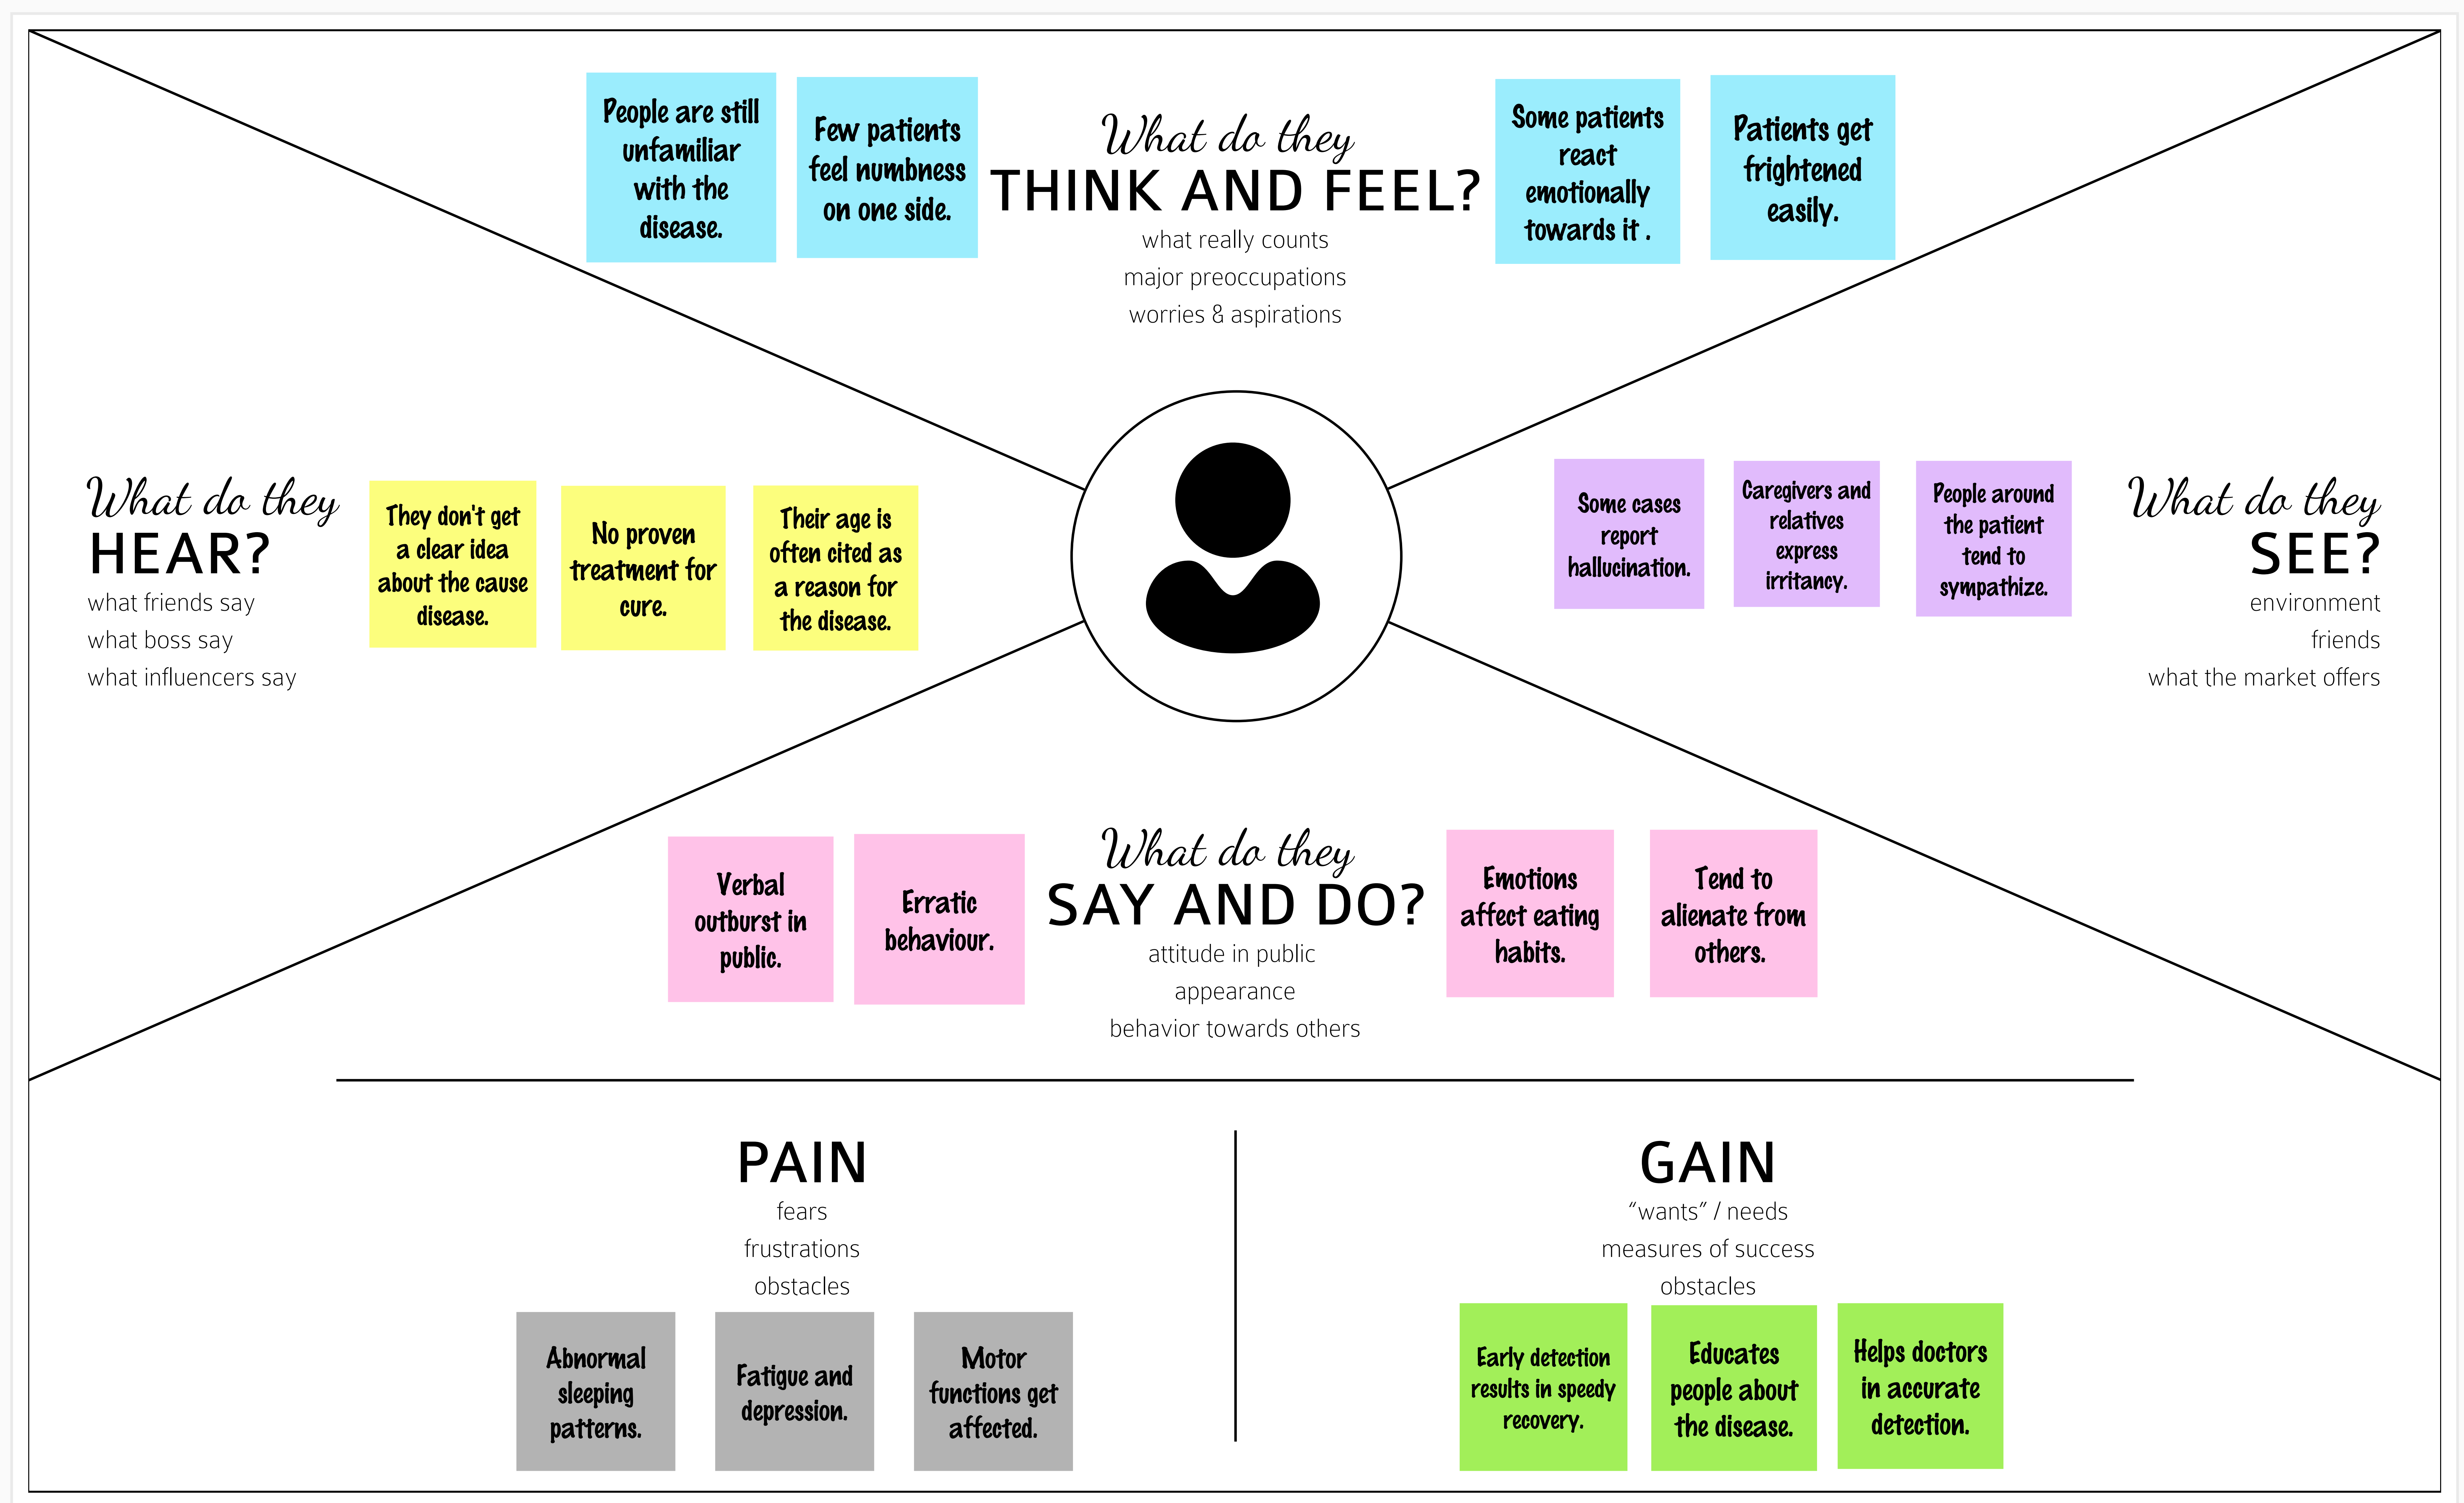 People are still
unfamiliar
with the
disease.
Few patients
feel numbness
on one side.
What do they
THINK AND FEEL?
what really counts
major preoccupations
worries & aspirations
Some patients
react
emotionally
towards it .
Patients get
frightened
easily.
What do they
HEAR?
what friends say
what boss say
what influencers say
They don't get
a clear idea
about the cause
disease.
No proven
treatment for
cure.
Their age is
often cited as
a reason for
the disease.
Some cases
report
hallucination.
Caregivers and
relatives
express
irritancy.
People around
the patient
tend to
sympathize.
What do they
SEE?
environment
friends
what the market offers
Verbal
outburst in
public.
Erratic
behaviour.
What do they
SAY AND DO?
attitude in public
appearance
behavior towards others
Emotions
affect eating
habits.
Tend to
alienate from
others.
PAIN
fears
frustrations
obstacles
Abnormal
sleeping
patterns.
Fatigue and
depression.
Motor
functions get
affected.
GAIN
“wants” / needs
measures of success
obstacles
Early detection
results in speedy
recovery.
Educates
people about
the disease.
Helps doctors
in accurate
detection.